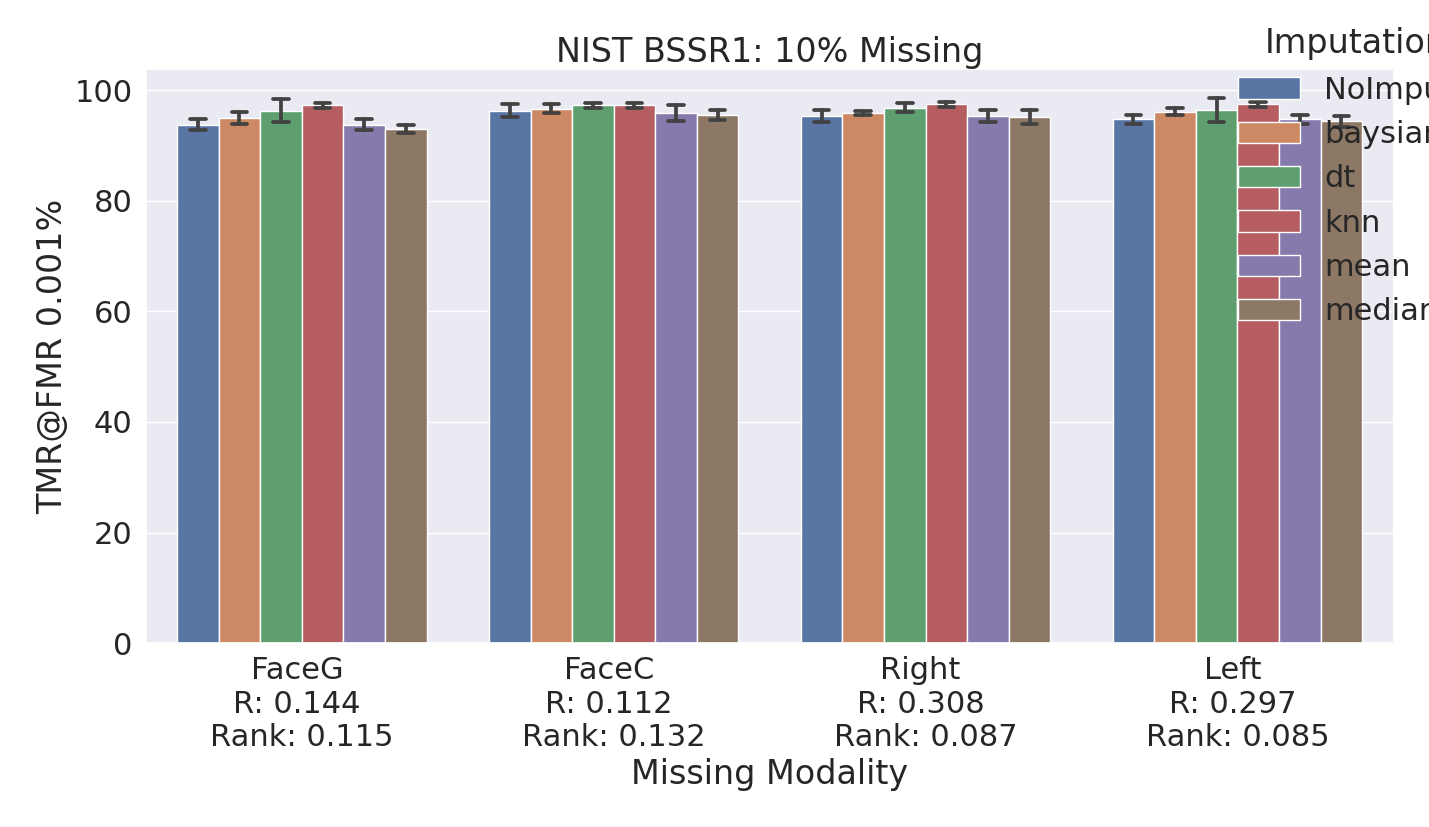 NIST BSSR1: 10% Missing
Imputation
NoImpu
baysian
dt
knn
mean
median
TMR@FMR 0.001%
100
80
60
40
20
0
FaceG
R: 0.144
Rank: 0.115
FaceC
R: 0.112
Rank: 0.132
Right
R: 0.308
Rank: 0.087
Left
R: 0.297
Rank: 0.085
Missing Modality